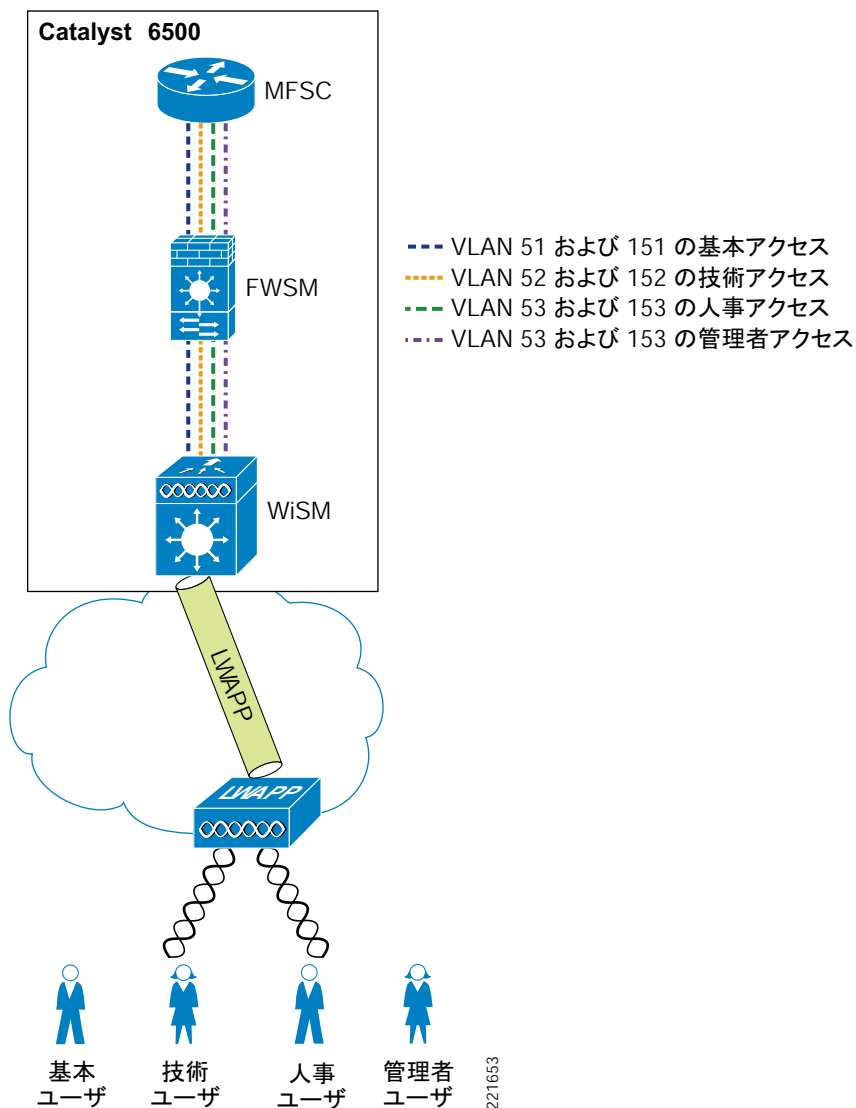 Catalyst 6500
MFSC
FWSM
WiSM
VLAN 51 および 151 の基本アクセス
VLAN 52 および 152 の技術アクセス
VLAN 53 および 153 の人事アクセス
VLAN 53 および 153 の管理者アクセス
LWAPP
LWAPP
基本
ユーザ
技術
ユーザ
人事
ユーザ
管理者
ユーザ
221653